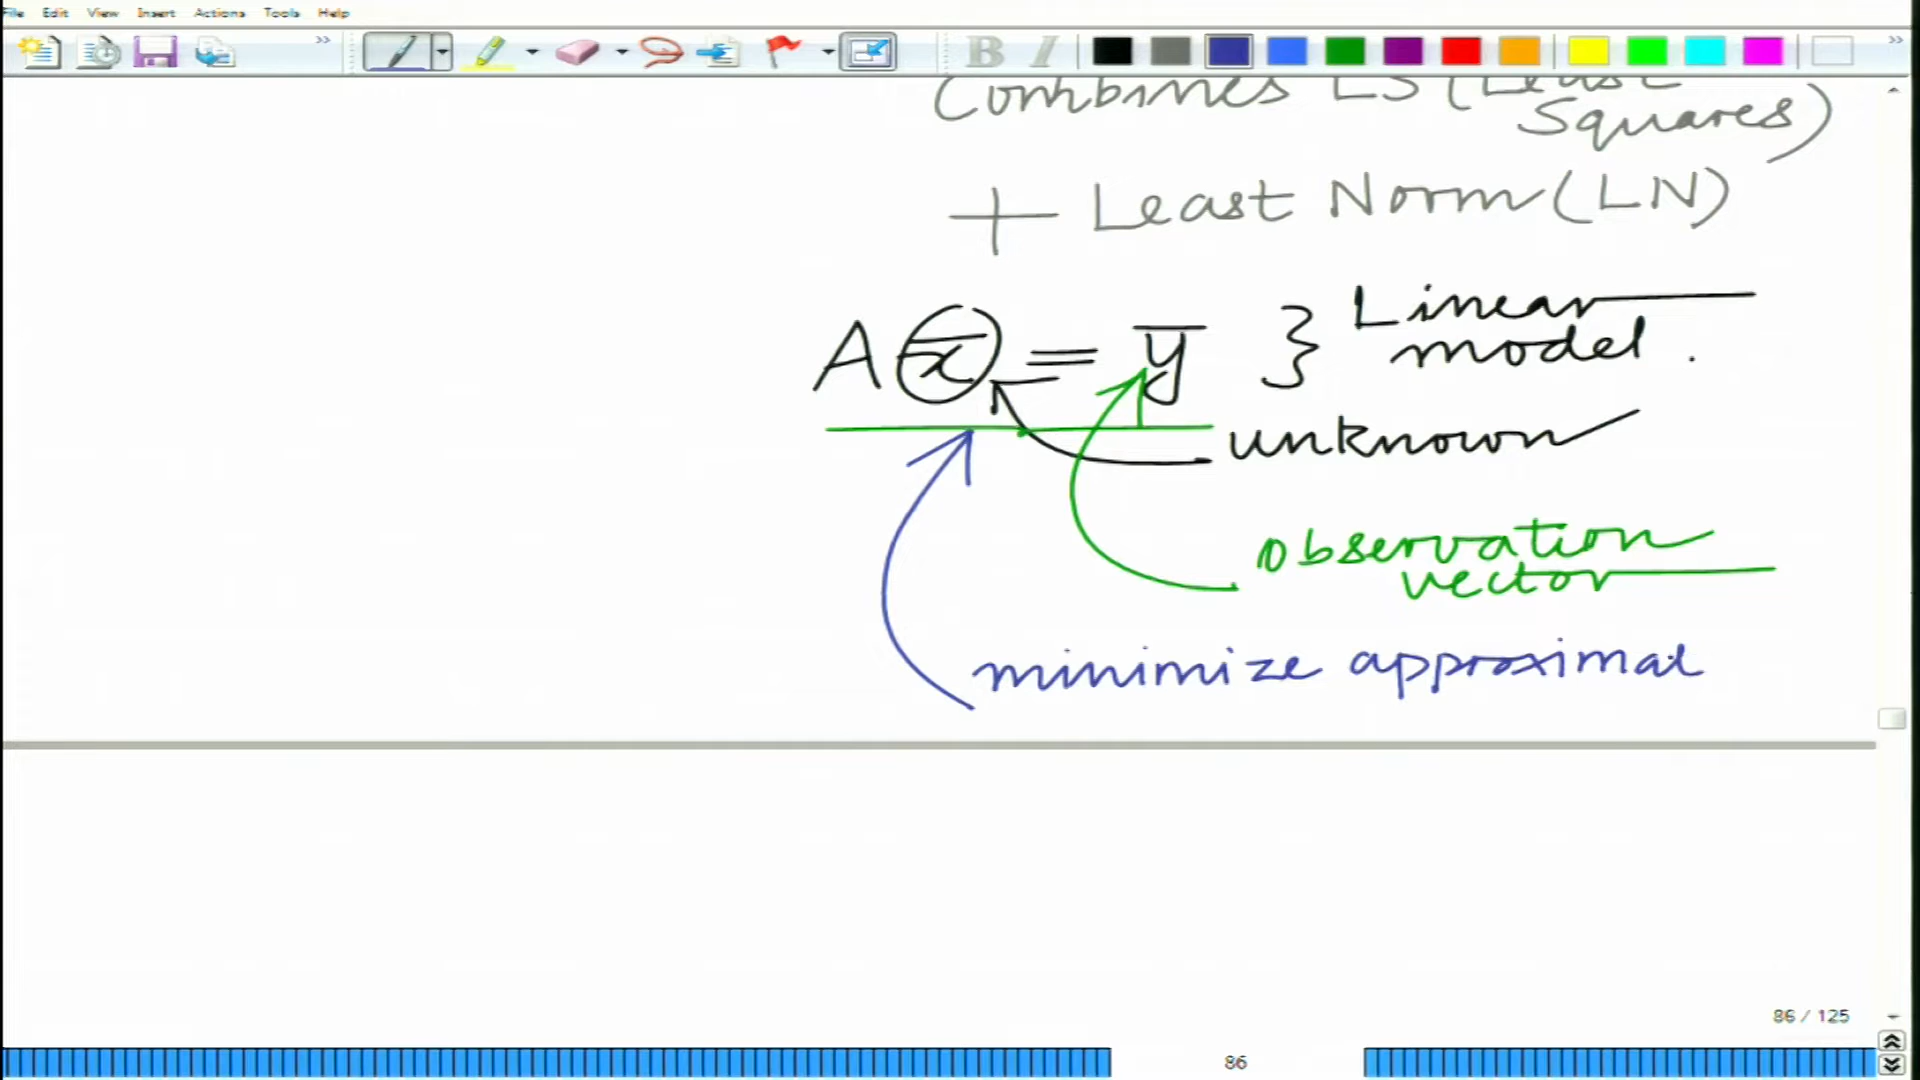 File Edit View Insert Actions Tools Help
B I
Combines LS (Least
Squares)
+ Least Norm (LN)
A x̄ = ȳ } Linear
model.
unknown
observation
vector
minimize approximat
86 / 125
86